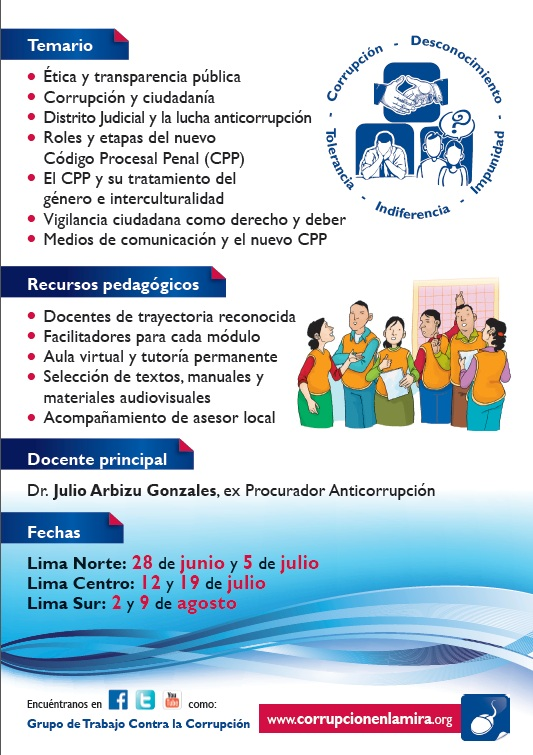 Temario
• Ética y transparencia pública
• Corrupción y ciudadanía
• Distrito Judicial y la lucha anticorrupción
• Roles y etapas del nuevo
Código Procesal Penal (CPP)
• El CPP y su tratamiento del
género e interculturalidad
• Vigilancia ciudadana como derecho y deber
• Medios de comunicación y el nuevo CPP
- Corrupción - Desconocimiento - Impunidad - Indiferencia - Tolerancia
?
Recursos pedagógicos
• Docentes de trayectoria reconocida
• Facilitadores para cada módulo
• Aula virtual y tutoría permanente
• Selección de textos, manuales y
materiales audiovisuales
• Acompañamiento de asesor local
Docente principal
Dr. Julio Arbizu Gonzales, ex Procurador Anticorrupción
Fechas
Lima Norte: 28 de junio y 5 de julio
Lima Centro: 12 y 19 de julio
Lima Sur: 2 y 9 de agosto
Encuéntranos en f t You Tube como:
Grupo de Trabajo Contra la Corrupción
www.corrupcionenlamira.org